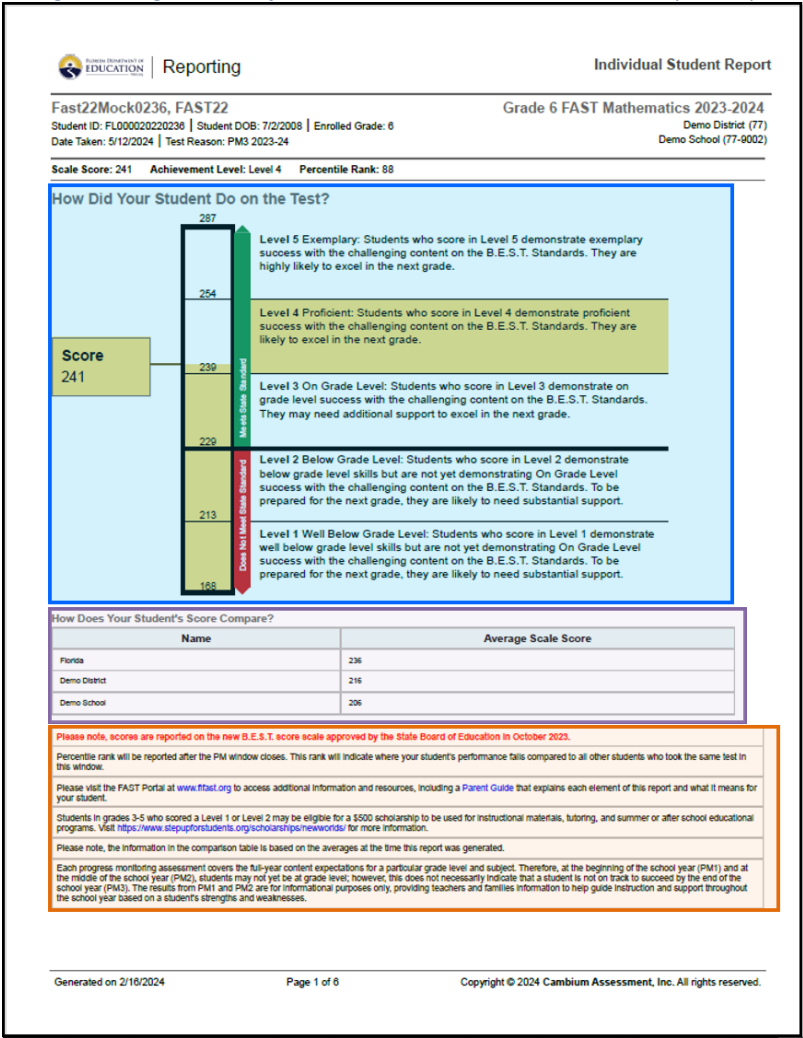 FLORIDA DEPARTMENT OF
EDUCATION
Reporting
Individual Student Report
Fast22Mock0236, FAST22
Grade 6 FAST Mathematics 2023-2024
Student ID: FL000020220236 | Student DOB: 7/2/2008 | Enrolled Grade: 6
Demo District (77)
Date Taken: 5/12/2024 | Test Reason: PM3 2023-24
Demo School (77-9002)
Scale Score: 241 Achievement Level: Level 4 Percentile Rank: 88
How Did Your Student Do on the Test?
287
Level 5 Exemplary: Students who score in Level 5 demonstrate exemplary
success with the challenging content on the B.E.S.T. Standards. They are
highly likely to excel in the next grade.
254
Level 4 Proficient: Students who score in Level 4 demonstrate proficient
success with the challenging content on the B.E.S.T. Standards. They are
likely to excel in the next grade.
Score
241
239
Meets State Standard
Level 3 On Grade Level: Students who score in Level 3 demonstrate on
grade level success with the challenging content on the B.E.S.T. Standards.
They may need additional support to excel in the next grade.
229
Level 2 Below Grade Level: Students who score in Level 2 demonstrate
below grade level skills but are not yet demonstrating On Grade Level
success with the challenging content on the B.E.S.T. Standards. To be
prepared for the next grade, they are likely to need substantial support.
213
Does Not Meet State Standard
Level 1 Well Below Grade Level: Students who score in Level 1 demonstrate
well below grade level skills but are not yet demonstrating On Grade Level
success with the challenging content on the B.E.S.T. Standards. To be
prepared for the next grade, they are likely to need substantial support.
168
How Does Your Student's Score Compare?
Name Average Scale Score
Florida 236
Demo District 216
Demo School 206
Please note, scores are reported on the new B.E.S.T. score scale approved by the State Board of Education in October 2023.
Percentile rank will be reported after the PM window closes. This rank will indicate where your student's performance falls compared to all other students who took the same test in
this window.
Please visit the FAST Portal at www.flfast.org to access additional information and resources, including a Parent Guide that explains each element of this report and what it means for
your student.
Students in grades 3-5 who scored a Level 1 or Level 2 may be eligible for a $500 scholarship to be used for instructional materials, tutoring, and summer or after school educational
programs. Visit https://www.stepupforstudents.org/scholarships/newworlds/ for more information.
Please note, the information in the comparison table is based on the averages at the time this report was generated.
Each progress monitoring assessment covers the full-year content expectations for a particular grade level and subject. Therefore, at the beginning of the school year (PM1) and at
the middle of the school year (PM2), students may not yet be at grade level; however, this does not necessarily indicate that a student is not on track to succeed by the end of the
school year (PM3). The results from PM1 and PM2 are for informational purposes only, providing teachers and families information to help guide instruction and support throughout
the school year based on a student's strengths and weaknesses.
Generated on 2/16/2024
Page 1 of 6
Copyright © 2024 Cambium Assessment, Inc. All rights reserved.